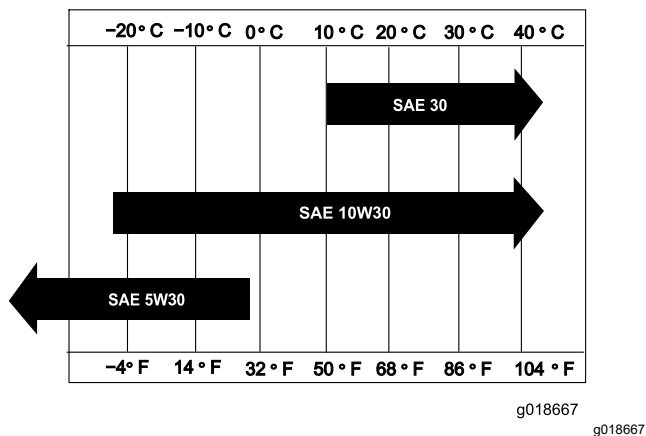 −20° C −10° C 0° C 10° C 20° C 30° C 40° C
SAE 30
SAE 10W30
SAE 5W30
−4° F 14° F 32° F 50° F 68° F 86° F 104° F
g018667
g018667